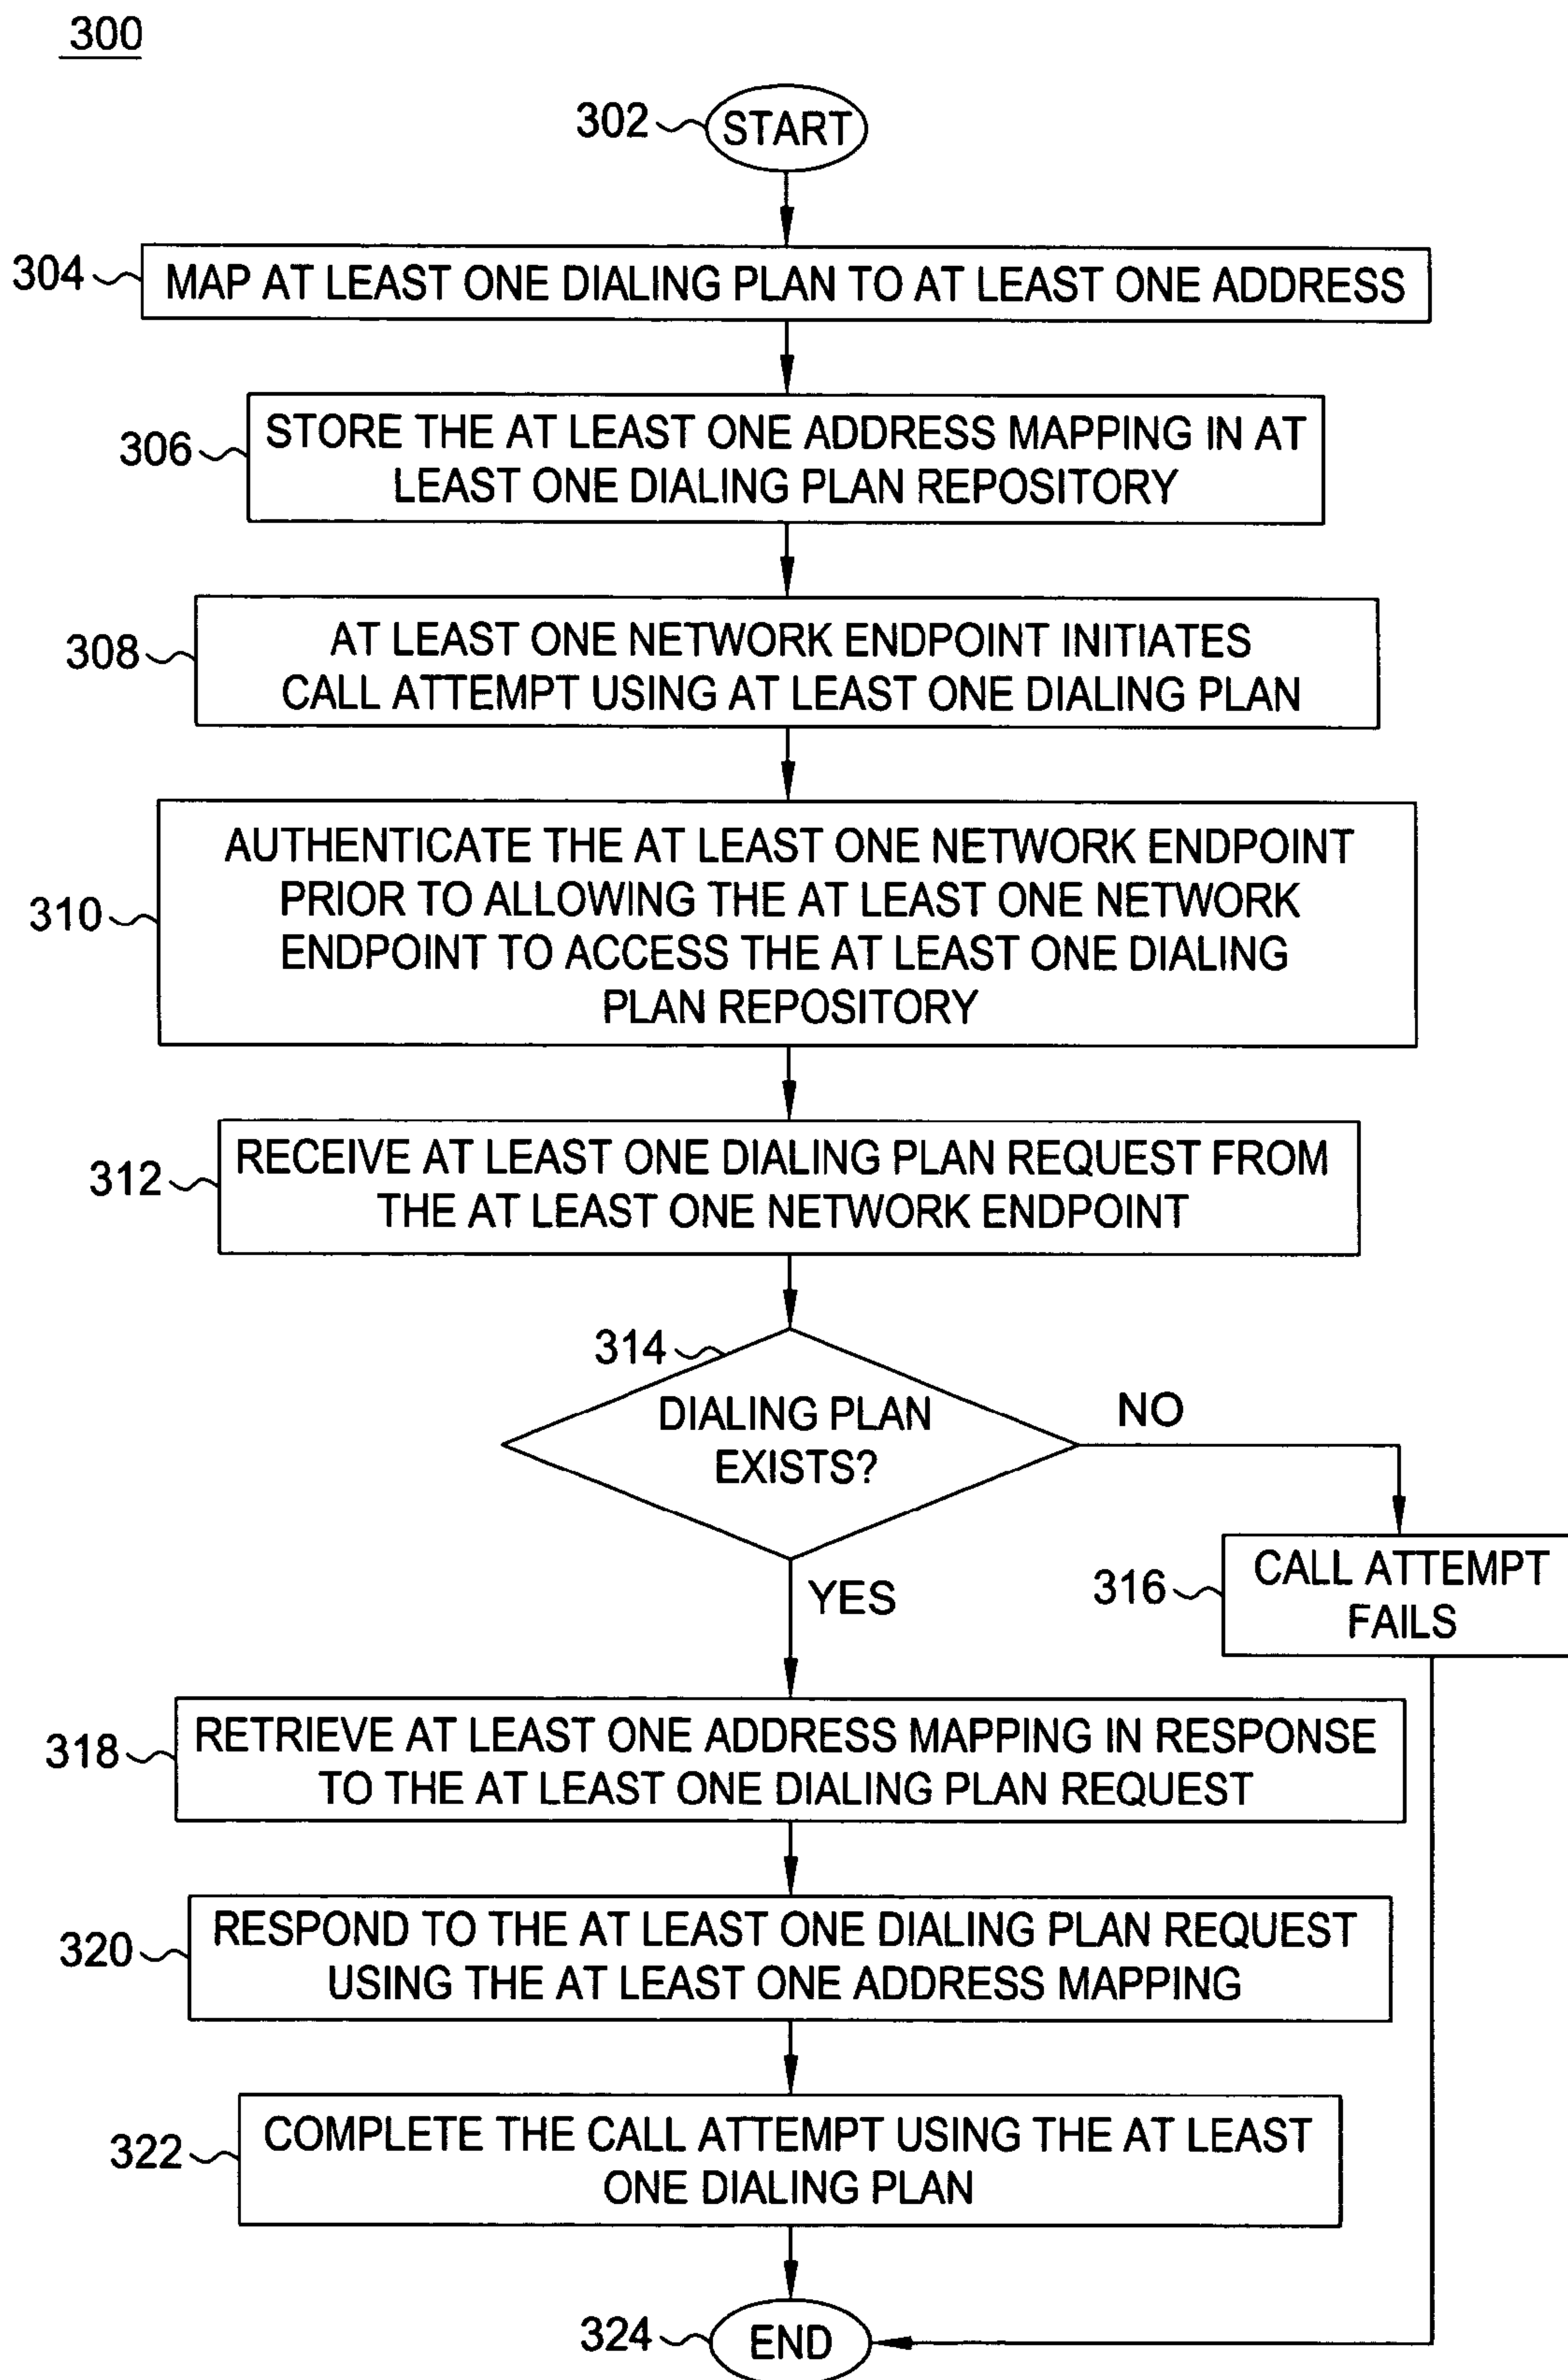 300
302
START
304
MAP AT LEAST ONE DIALING PLAN TO AT LEAST ONE ADDRESS
306
STORE THE AT LEAST ONE ADDRESS MAPPING IN AT
LEAST ONE DIALING PLAN REPOSITORY
308
AT LEAST ONE NETWORK ENDPOINT INITIATES
CALL ATTEMPT USING AT LEAST ONE DIALING PLAN
310
AUTHENTICATE THE AT LEAST ONE NETWORK ENDPOINT
PRIOR TO ALLOWING THE AT LEAST ONE NETWORK
ENDPOINT TO ACCESS THE AT LEAST ONE DIALING
PLAN REPOSITORY
312
RECEIVE AT LEAST ONE DIALING PLAN REQUEST FROM
THE AT LEAST ONE NETWORK ENDPOINT
314
DIALING PLAN
EXISTS?
NO
YES
316
CALL ATTEMPT
FAILS
318
RETRIEVE AT LEAST ONE ADDRESS MAPPING IN RESPONSE
TO THE AT LEAST ONE DIALING PLAN REQUEST
320
RESPOND TO THE AT LEAST ONE DIALING PLAN REQUEST
USING THE AT LEAST ONE ADDRESS MAPPING
322
COMPLETE THE CALL ATTEMPT USING THE AT LEAST
ONE DIALING PLAN
324
END